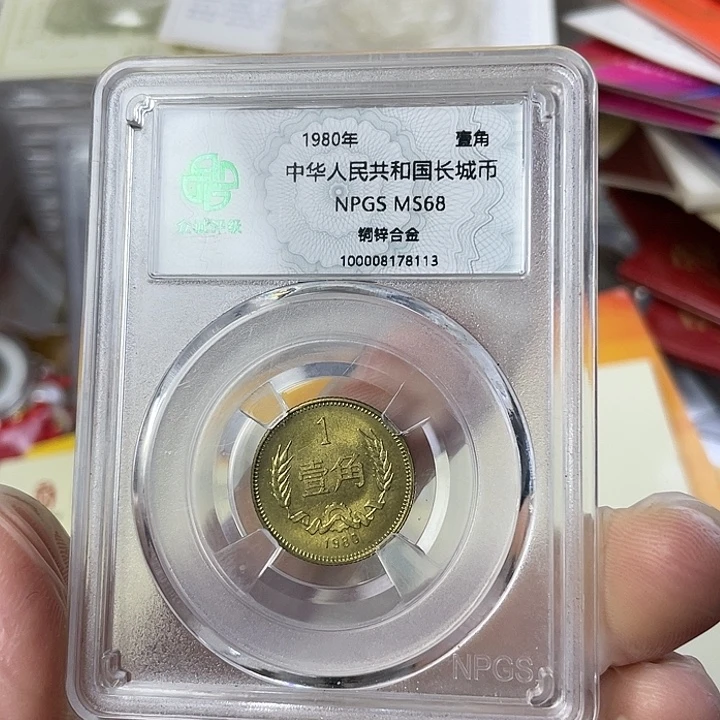 1980年 壹角
中华人民共和国长城币
NPGS MS68
铜锌合金
100008178113
1
壹角
NPGS